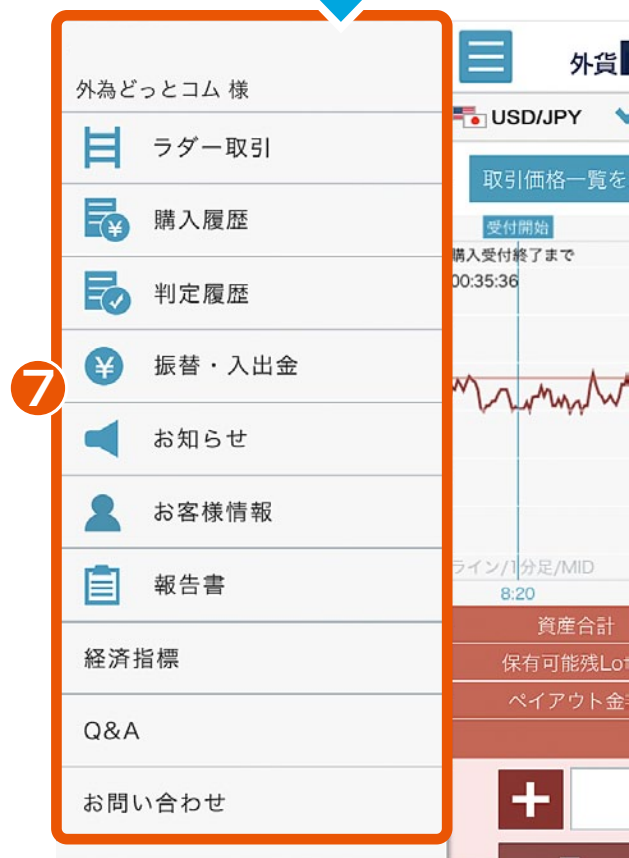 7
外為どっとコム 様
ラダー取引
購入履歴
判定履歴
振替・入出金
お知らせ
お客様情報
報告書
経済指標
Q&A
お問い合わせ
外貨
USD/JPY
取引価格一覧を
受付開始
購入受付終了まで
00:35:36
ライン/1分足/MID
8:20
資産合計
保有可能残Lo
ペイアウト金